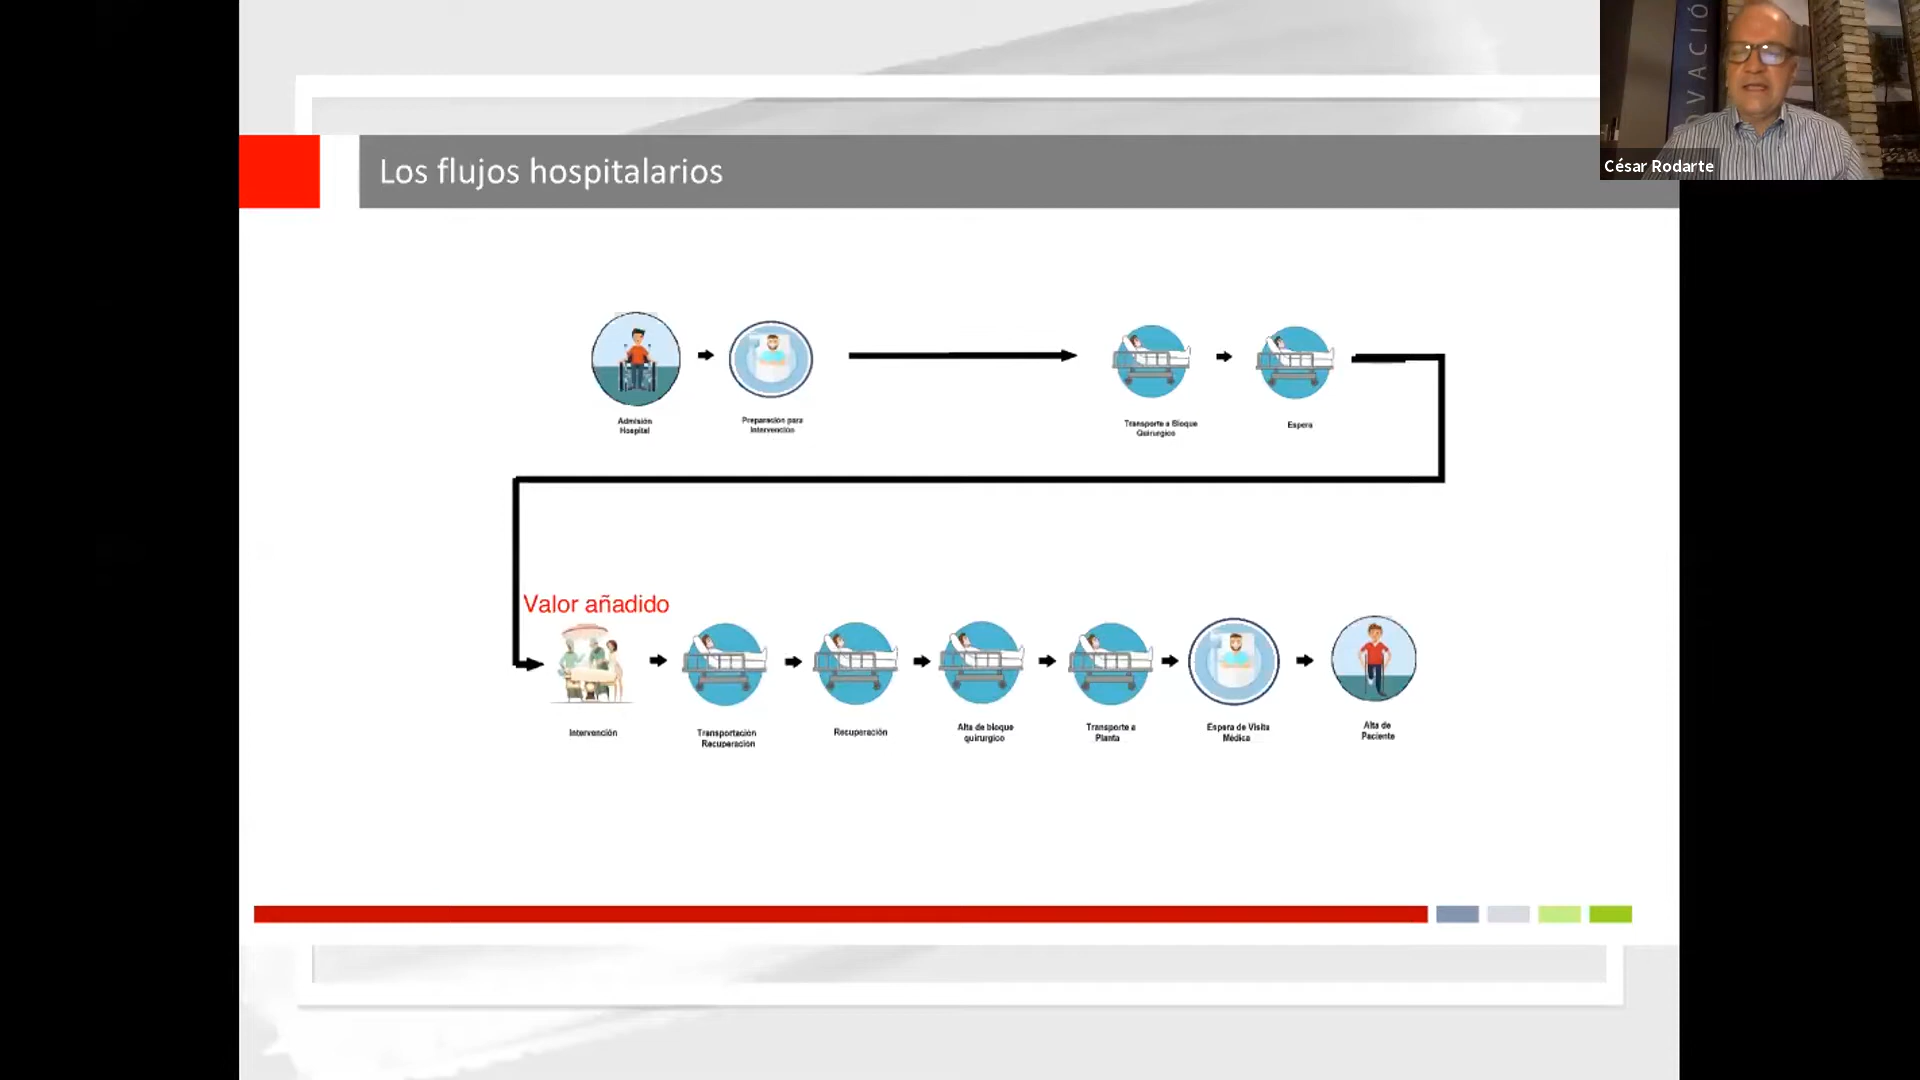 OVACIÓ
César Rodarte
Los flujos hospitalarios
Admisión
Hospital
Preparación para
Intervención
Transporte a Bloque
Quirurgico
Espera
Valor añadido
Intervención
Transportación
Recuperacion
Recuperación
Alta de bloque
quirurgico
Transporte a
Planta
Espera de Visita
Médica
Alta de
Paciente